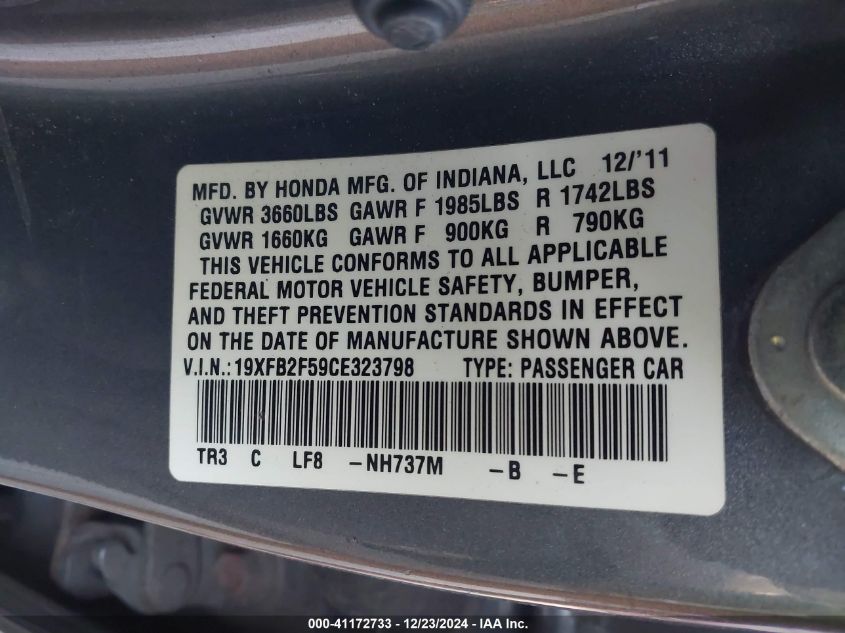 MFD. BY HONDA MFG. OF INDIANA, LLC 12/'11
GVWR 3660LBS GAWR F 1985LBS R 1742LBS
GVWR 1660KG GAWR F 900KG R 790KG
THIS VEHICLE CONFORMS TO ALL APPLICABLE
FEDERAL MOTOR VEHICLE SAFETY, BUMPER,
AND THEFT PREVENTION STANDARDS IN EFFECT
ON THE DATE OF MANUFACTURE SHOWN ABOVE.
V.I.N.:19XFB2F59CE323798 TYPE: PASSENGER CAR
TR3 C LF8 -NH737M -B -E
000-41172733 - 12/23/2024 - IAA Inc.